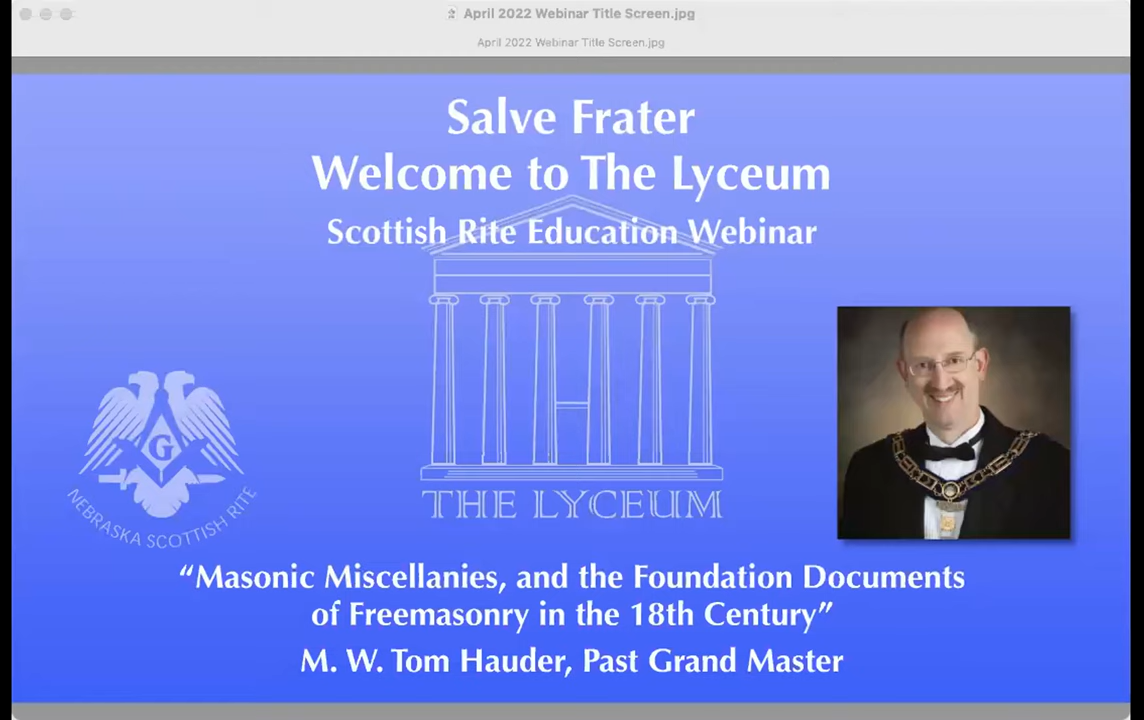 April 2022 Webinar Title Screen.jpg
April 2022 Webinar Title Screen.jpg
Salve Frater
Welcome to The Lyceum
Scottish Rite Education Webinar
G
NEBRASKA SCOTTISH RITE
THE LYCEUM
“Masonic Miscellanies, and the Foundation Documents
of Freemasonry in the 18th Century”
M. W. Tom Hauder, Past Grand Master